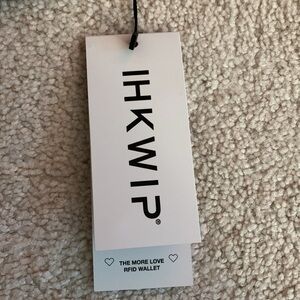 IHKWIP®
THE MORE LOVE
RFID WALLET